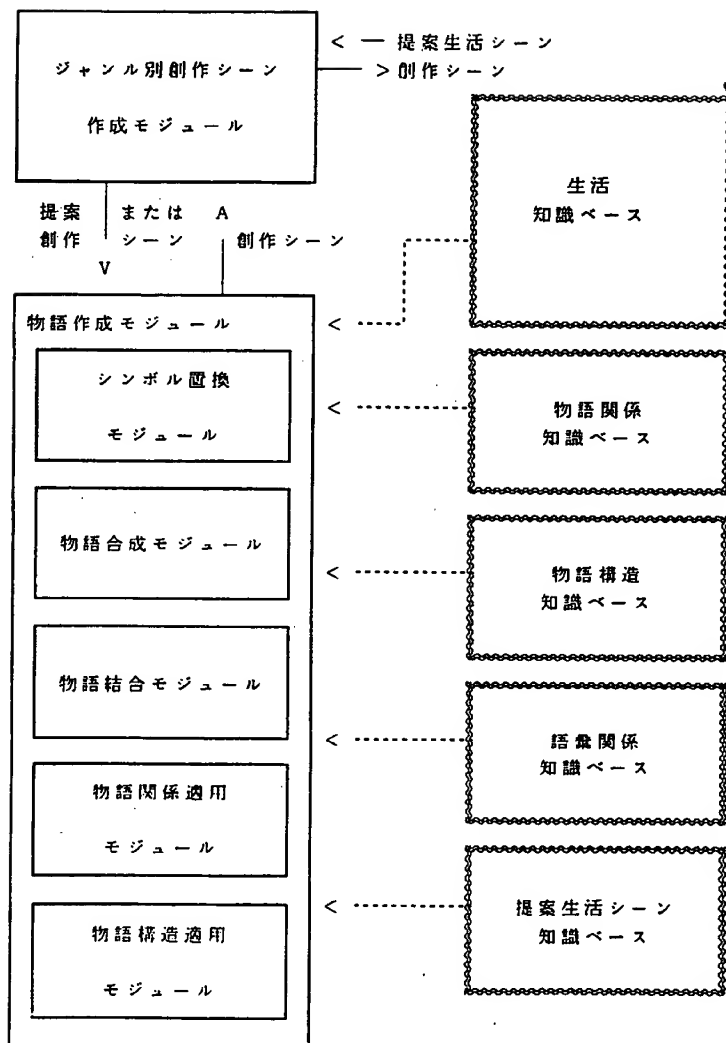 < ― 提案生活シーン
ジャンル別創作シーン
> 創作シーン
作成モジュール
生活
知識ベース
提案 または A
創作 シーン 創作シーン
V
物語作成モジュール <
シンボル置換
モジュール
<
物語関係
知識ベース
物語合成モジュール
<
物語構造
知識ベース
物語結合モジュール
<
語彙関係
知識ベース
物語関係適用
モジュール
<
提案生活シーン
知識ベース
物語構造適用
モジュール